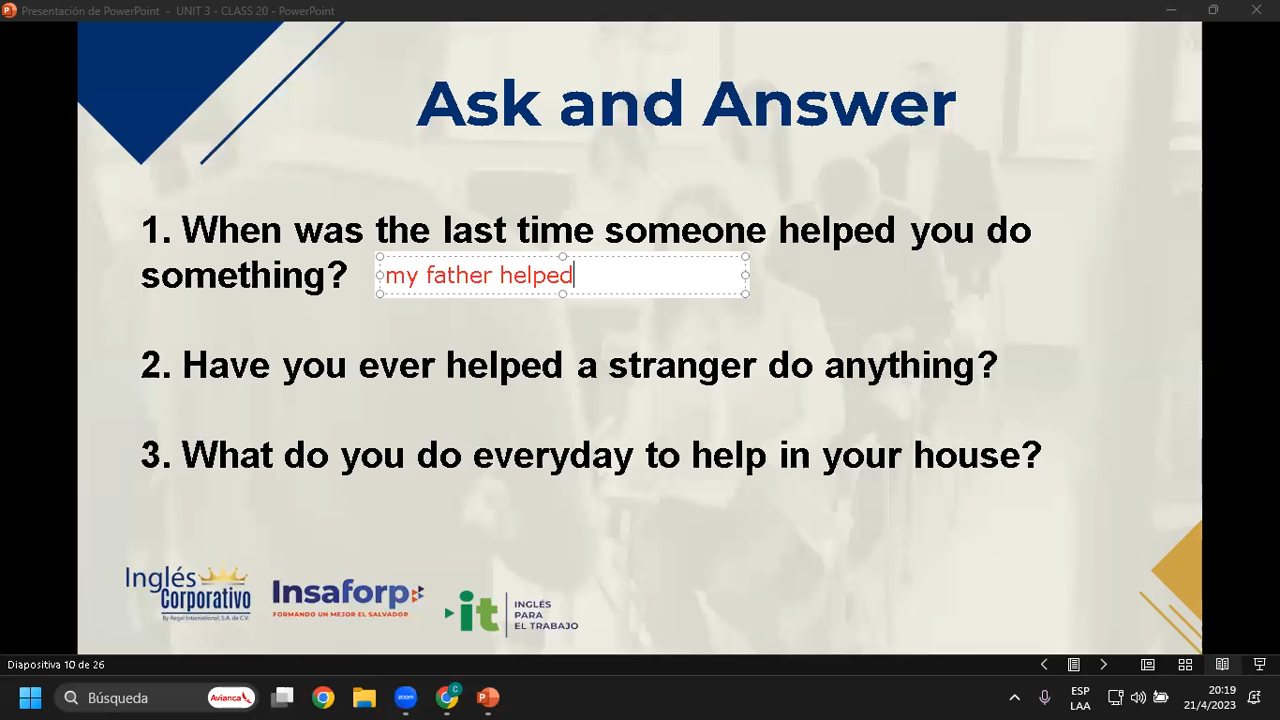 Presentación de PowerPoint - UNIT 3 - CLASS 20 - PowerPoint
Ask and Answer
1. When was the last time someone helped you do
something? my father helped
2. Have you ever helped a stranger do anything?
3. What do you do everyday to help in your house?
Inglés
Corporativo
By Regal International, S.A. de C.V.
Insaforp
FORMANDO UN MEJOR EL SALVADOR
it
INGLÉS
PARA
EL TRABAJO
Diapositiva 10 de 26
Búsqueda
Avianca
zoom
C
ESP
LAA
20:19
21/4/2023